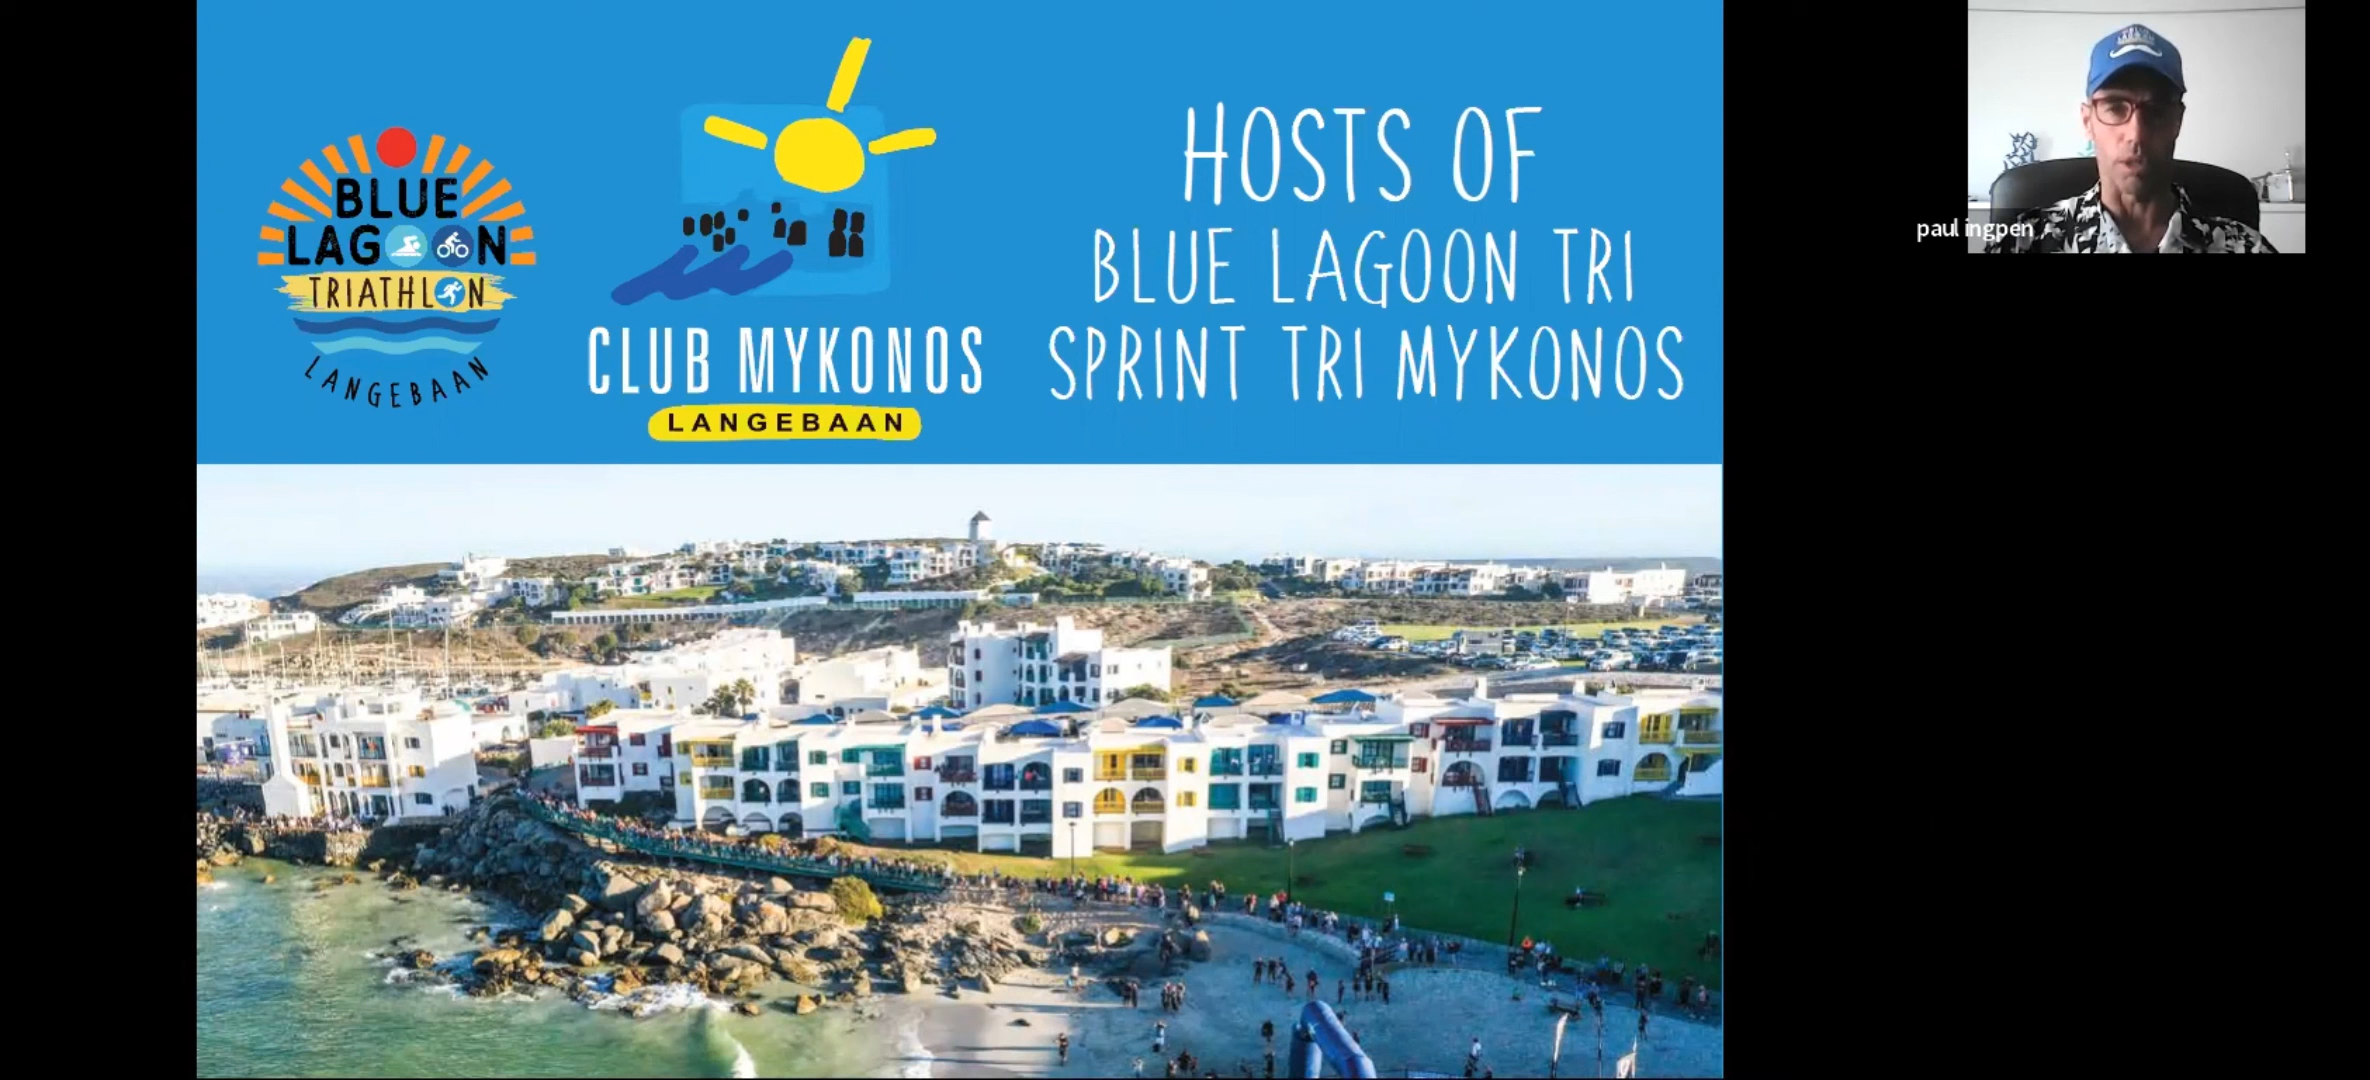 BLUE
LAGOON
TRIATHLON
LANGEBAAN
CLUB MYKONOS
LANGEBAAN
HOSTS OF
BLUE LAGOON TRI
SPRINT TRI MYKONOS
paul ingpen